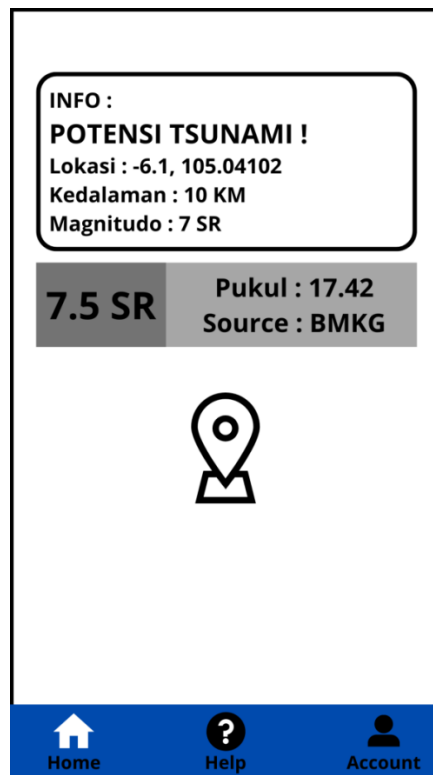 INFO :
POTENSI TSUNAMI !
Lokasi : -6.1, 105.04102
Kedalaman : 10 KM
Magnitudo : 7 SR
7.5 SR
Pukul : 17.42
Source : BMKG
?
Home
Help
Account